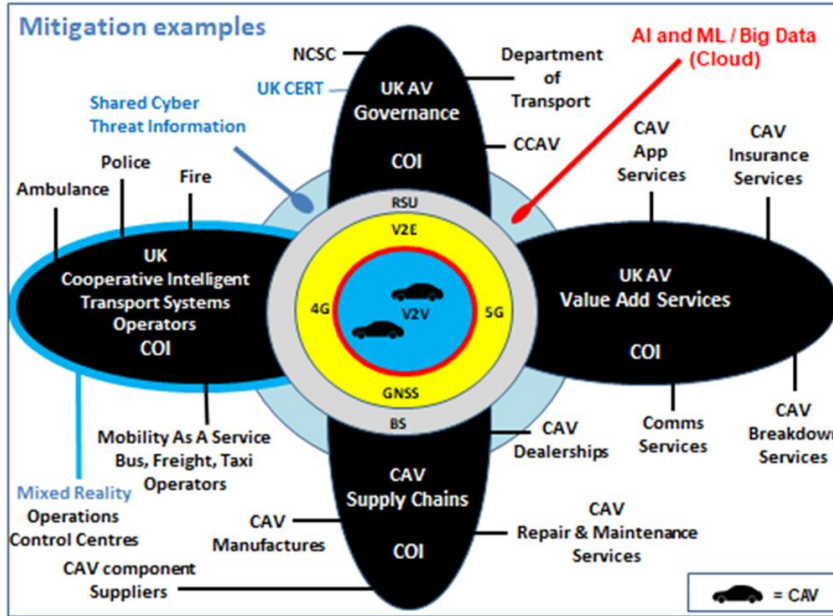 Mitigation examples
AI and ML / Big Data
(Cloud)
NCSC
UK CERT
Department
of
Transport
CCAV
UK AV
Governance
COI
Shared Cyber
Threat Information
CAV
App
Services
CAV
Insurance
Services
Ambulance
Police
Fire
UK
Cooperative Intelligent
Transport Systems
Operators
COI
RSU
V2E
4G
V2V
5G
GNSS
BS
UK AV
Value Add Services
COI
Mobility As A Service
Bus, Freight, Taxi
Operators
Mixed Reality
Operations
Control Centres
CAV
Dealerships
Comms
Services
CAV
Breakdown
Services
CAV
Supply Chains
COI
CAV
Manufactures
CAV component
Suppliers
CAV
Repair & Maintenance
Services
= CAV